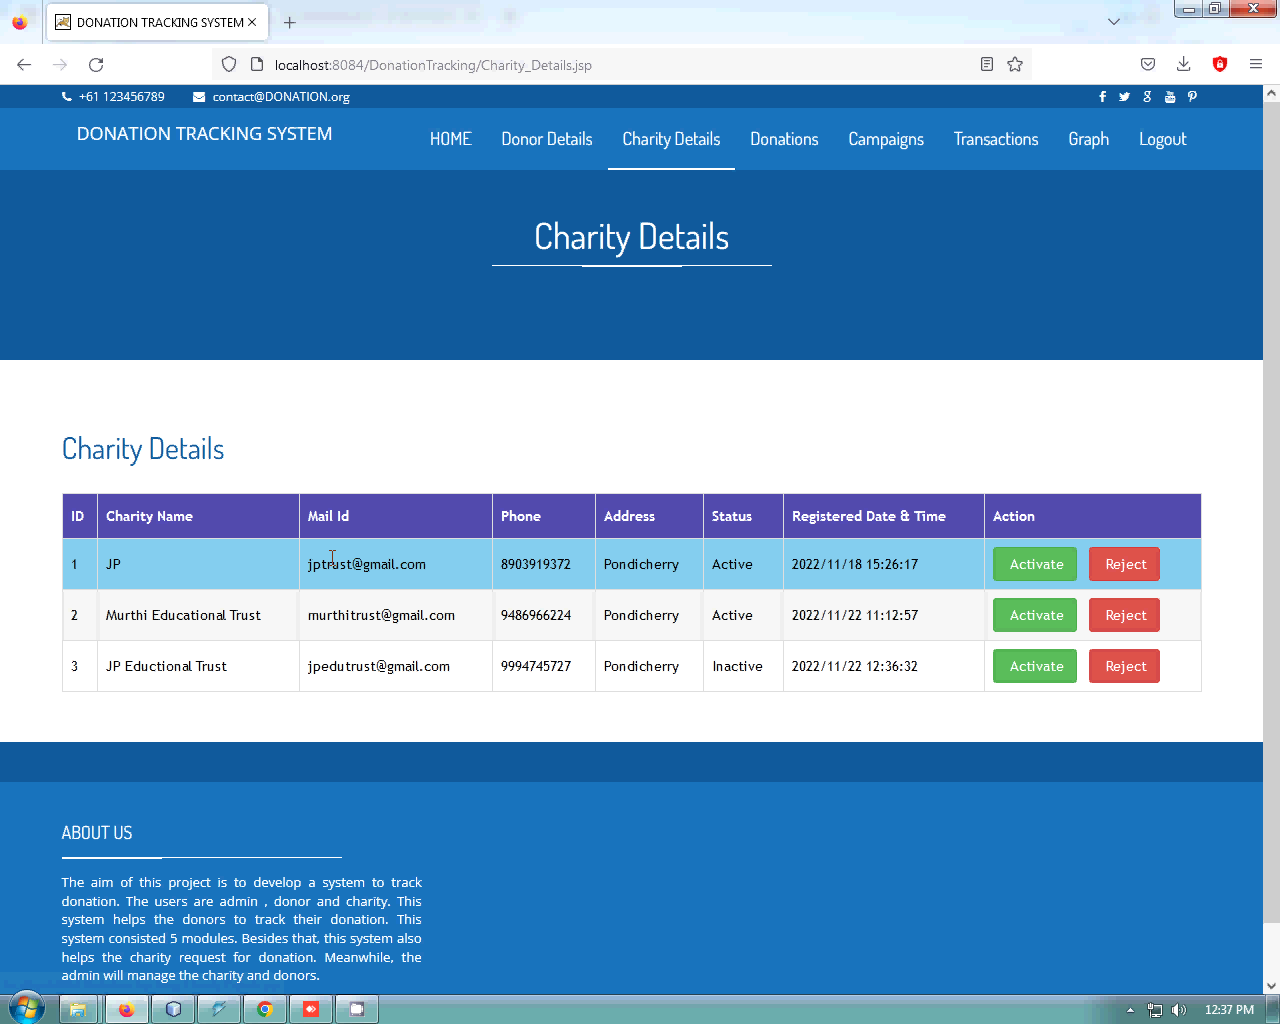 DONATION TRACKING SYSTEM
localhost:8084/DonationTracking/Charity_Details.jsp
+61 123456789 contact@DONATION.org
DONATION TRACKING SYSTEM HOME Donor Details Charity Details Donations Campaigns Transactions Graph Logout
Charity Details
Charity Details
ID Charity Name Mail Id Phone Address Status Registered Date & Time Action
1 JP jptrust@gmail.com 8903919372 Pondicherry Active 2022/11/18 15:26:17 Activate Reject
2 Murthi Educational Trust murthitrust@gmail.com 9486966224 Pondicherry Active 2022/11/22 11:12:57 Activate Reject
3 JP Eductional Trust jpedutrust@gmail.com 9994745727 Pondicherry Inactive 2022/11/22 12:36:32 Activate Reject
ABOUT US
The aim of this project is to develop a system to track
donation. The users are admin , donor and charity. This
system helps the donors to track their donation. This
system consisted 5 modules. Besides that, this system also
helps the charity request for donation. Meanwhile, the
admin will manage the charity and donors.
12:37 PM